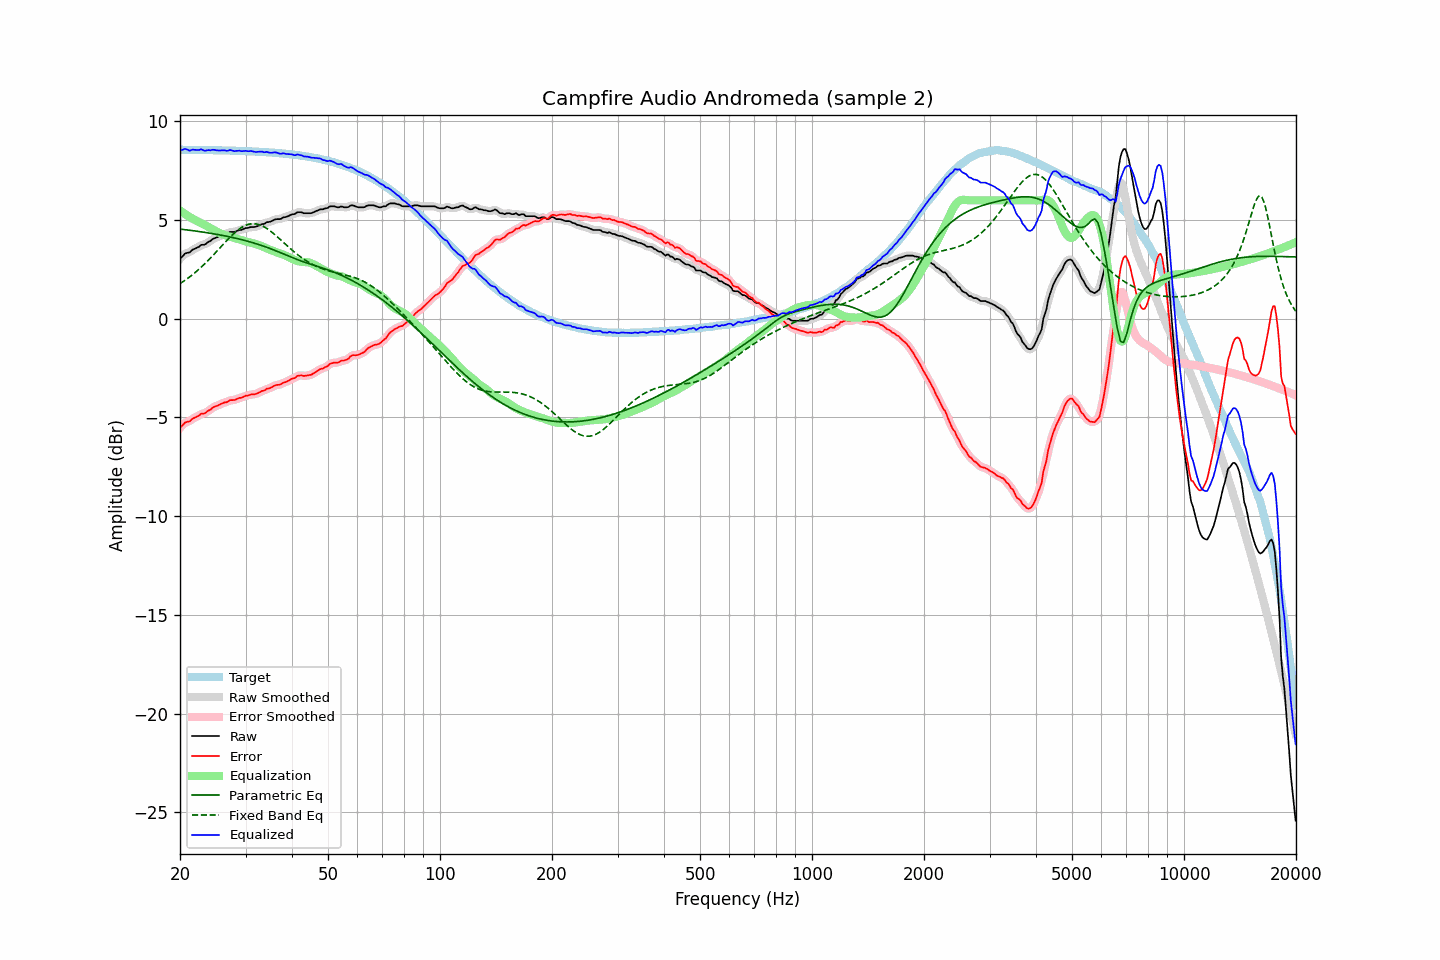 Campfire Audio Andromeda (sample 2)
10
5
0
−5
−10
−15
−20
−25
Amplitude (dBr)
Target
Raw Smoothed
Error Smoothed
Raw
Error
Equalization
Parametric Eq
Fixed Band Eq
Equalized
20 50 100 200 500 1000 2000 5000 10000 20000
Frequency (Hz)